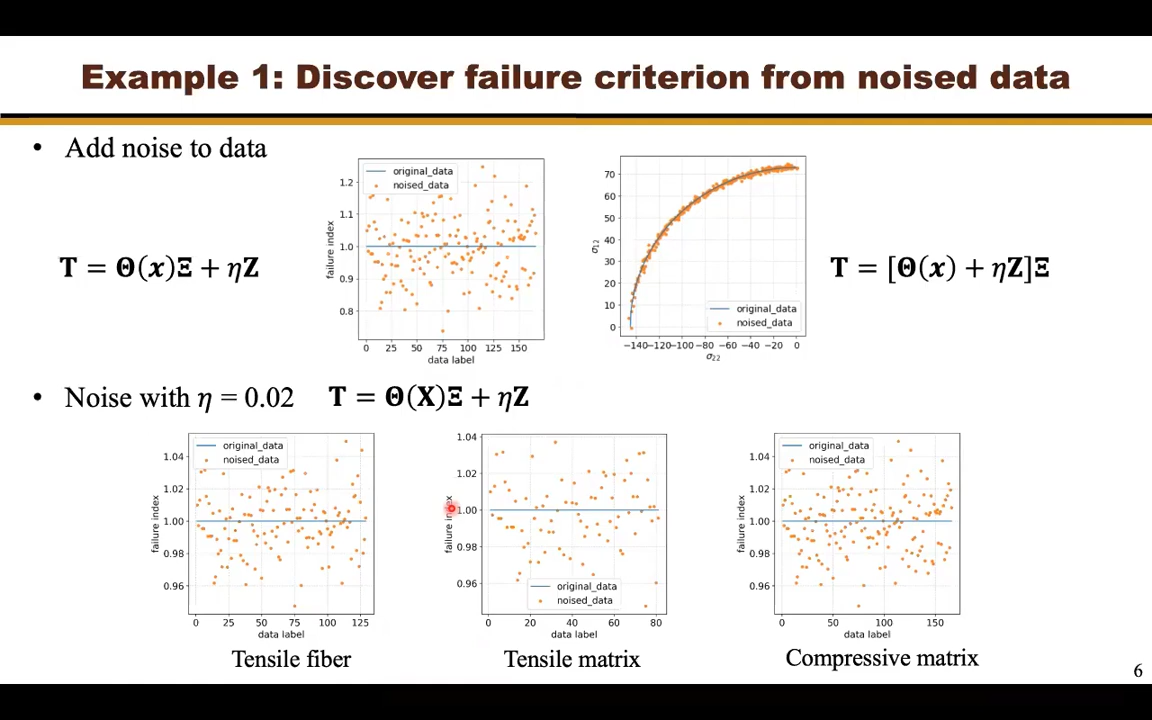 Example 1: Discover failure criterion from noised data
• Add noise to data
T = Θ(x)Ξ + ηZ
original_data
noised_data
1.2
1.1
1.0
0.9
0.8
failure index
0 25 50 75 100 125 150
data label
70
60
50
40
30
20
10
0
σ12
original_data
noised_data
−140−120−100 −80 −60 −40 −20 0
σ22
T = [Θ(x) + ηZ]Ξ
• Noise with η = 0.02 T = Θ(X)Ξ + ηZ
original_data
noised_data
1.04
1.02
1.00
0.98
0.96
failure index
0 25 50 75 100 125
data label
Tensile fiber
1.04
1.02
1.00
0.98
0.96
failure index
original_data
noised_data
0 20 40 60 80
data label
Tensile matrix
original_data
noised_data
1.04
1.02
1.00
0.98
0.96
failure index
0 50 100 150
data label
Compressive matrix
6